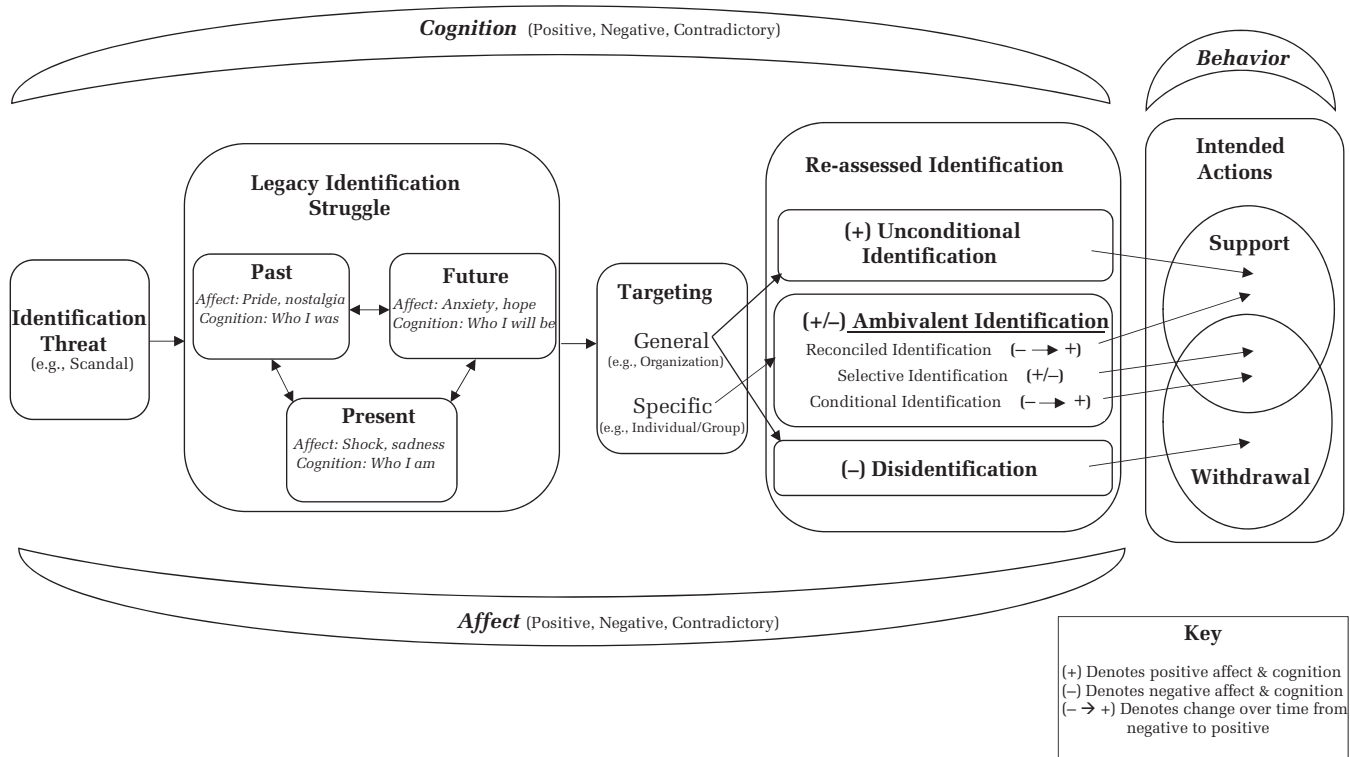 Cognition (Positive, Negative, Contradictory)
Behavior
Identification
Threat
(e.g., Scandal)
Legacy Identification
Struggle
Past
Affect: Pride, nostalgia
Cognition: Who I was
Future
Affect: Anxiety, hope
Cognition: Who I will be
Present
Affect: Shock, sadness
Cognition: Who I am
Targeting
General
(e.g., Organization)
Specific
(e.g., Individual/Group)
Re-assessed Identification
(+) Unconditional
Identification
(+/–) Ambivalent Identification
Reconciled Identification (– → +)
Selective Identification (+/–)
Conditional Identification (– → +)
(–) Disidentification
Intended
Actions
Support
Withdrawal
Affect (Positive, Negative, Contradictory)
Key
(+) Denotes positive affect & cognition
(–) Denotes negative affect & cognition
(– → +) Denotes change over time from
negative to positive